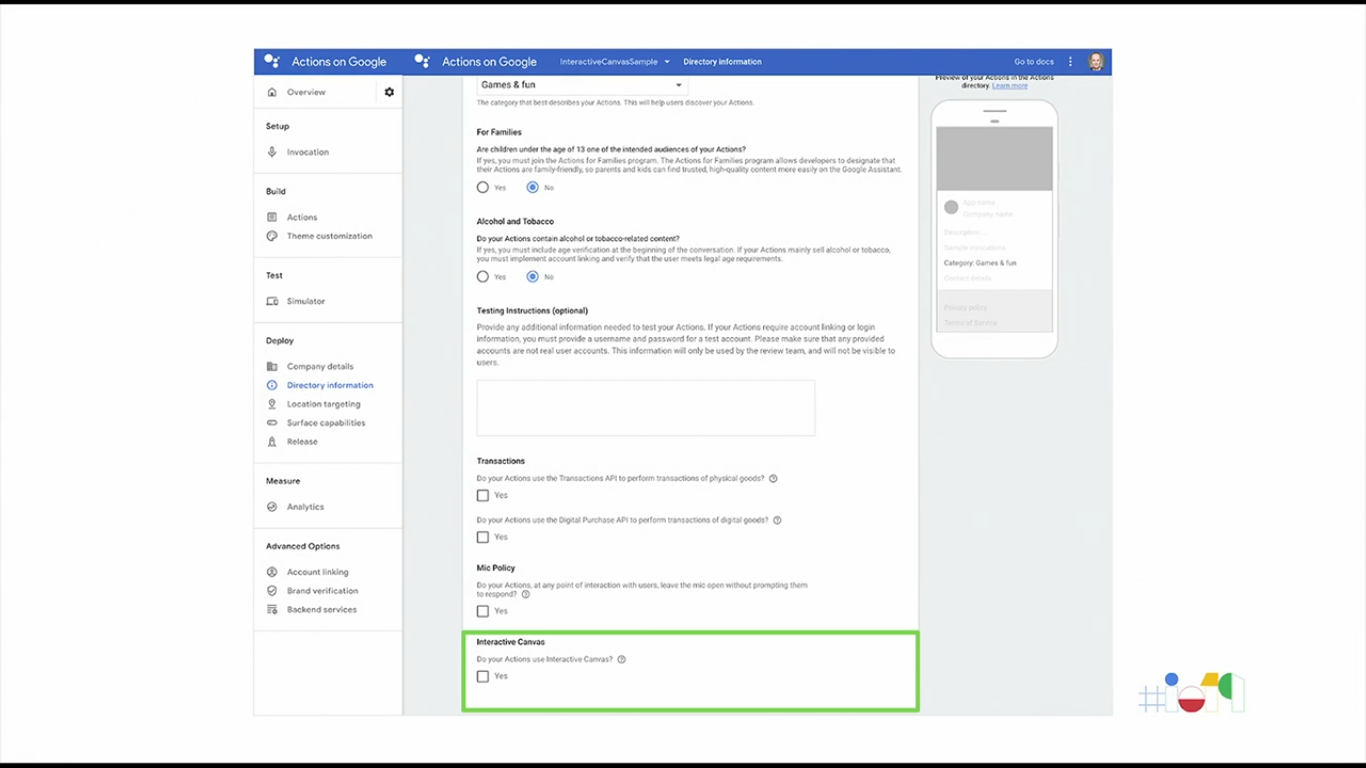 Actions on Google
Actions on Google
InteractiveCanvasSample
Directory information
Go to docs
Overview
Setup
Invocation
Build
Actions
Theme customization
Test
Simulator
Deploy
Company details
Directory information
Location targeting
Surface capabilities
Release
Measure
Analytics
Advanced Options
Account linking
Brand verification
Backend services
Games & fun
The category that best describes your Actions. This will help users discover your Actions.
For Families
Are children under the age of 13 one of the intended audiences of your Actions?
If yes, you must join the Actions for Families program. The Actions for Families program allows developers to designate that
their Actions are family-friendly, so parents and kids can find trusted, high-quality content more easily on the Google Assistant.
Yes
No
Alcohol and Tobacco
Do your Actions contain alcohol or tobacco-related content?
If yes, you must include age verification at the beginning of the conversation. If your Actions mainly sell alcohol or tobacco,
you must implement account linking and verify that the user meets legal age requirements.
Yes
No
Testing Instructions (optional)
Provide any additional information needed to test your Actions. If your Actions require account linking or login
information, you must provide a username and password for a test account. Please make sure that any provided
accounts are not real user accounts. This information will only be used by the review team, and will not be visible to
users.
Transactions
Do your Actions use the Transactions API to perform transactions of physical goods?
Yes
Do your Actions use the Digital Purchase API to perform transactions of digital goods?
Yes
Mic Policy
Do your Actions, at any point of interaction with users, leave the mic open without prompting them
to respond?
Yes
Interactive Canvas
Do your Actions use Interactive Canvas?
Yes
Preview of your Actions in the Actions
directory. Learn more
App name
Company name
Description...
Sample invocations
Category: Games & fun
Contact details
Privacy policy
Terms of Service
#io19